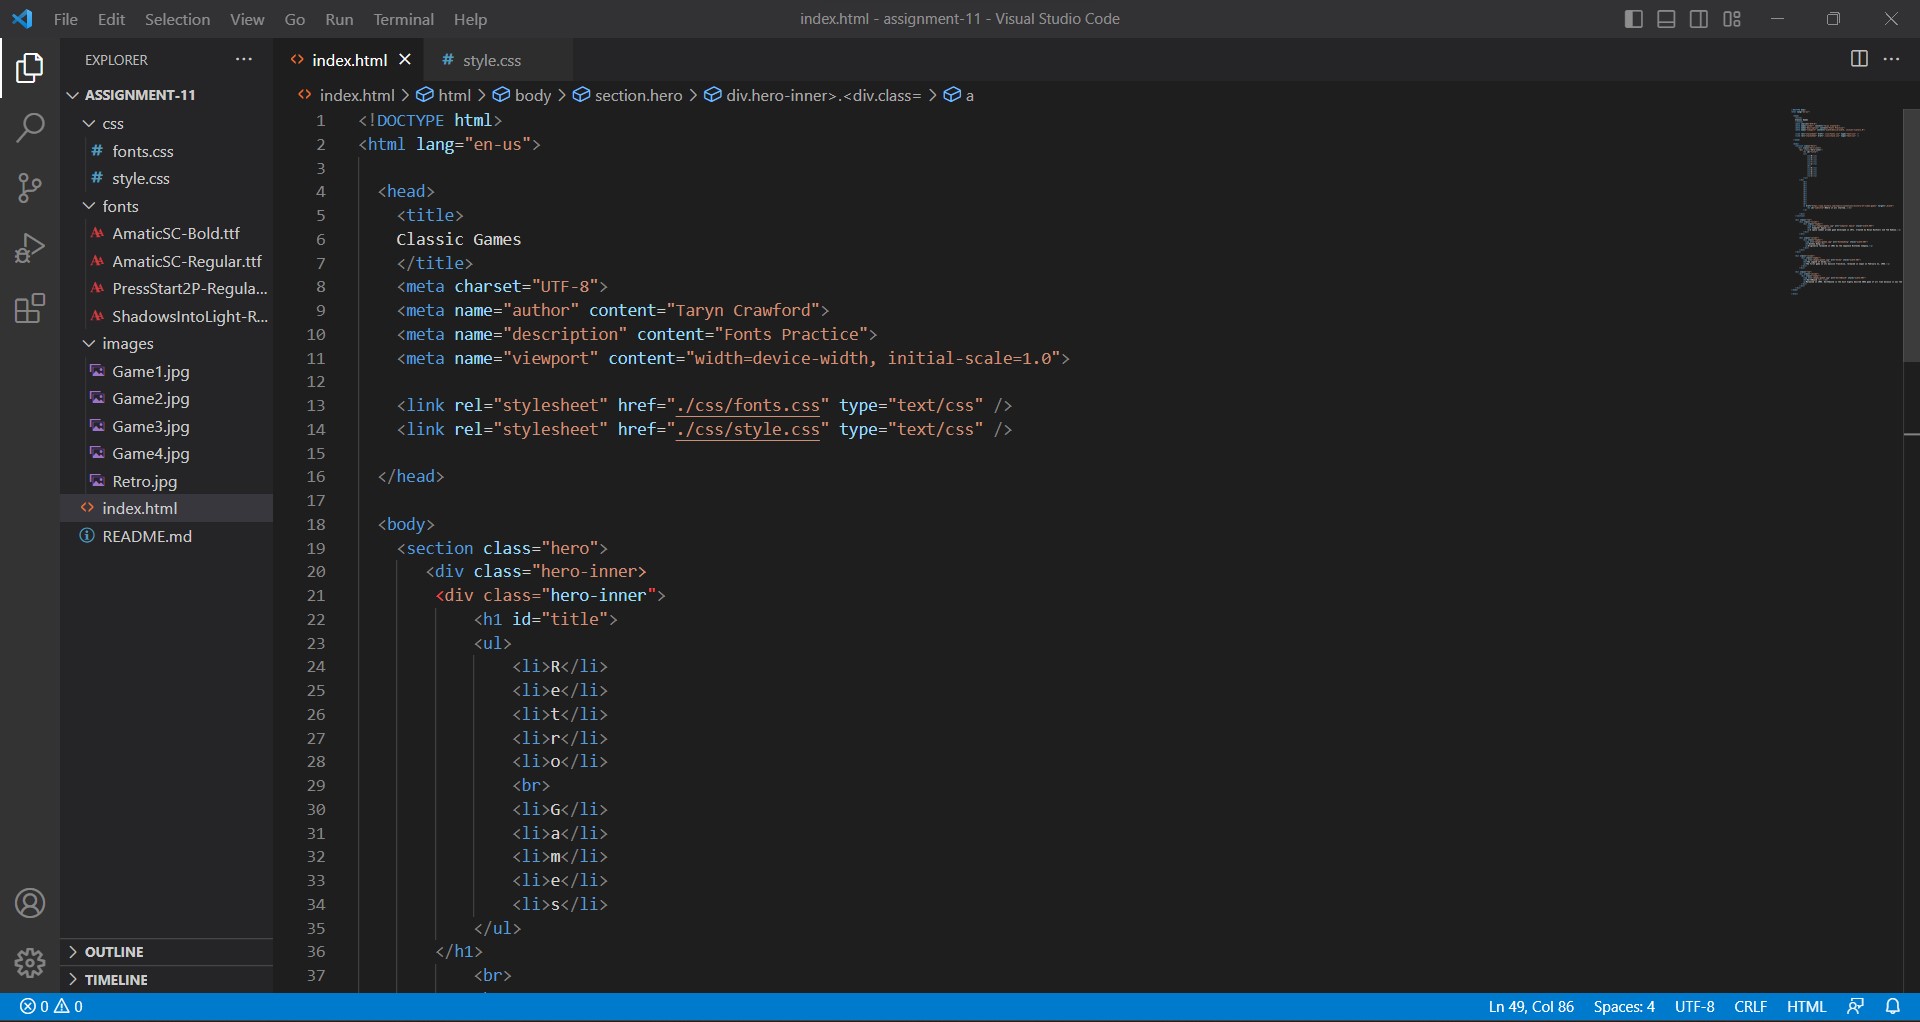 File Edit Selection View Go Run Terminal Help
index.html - assignment-11 - Visual Studio Code
EXPLORER
ASSIGNMENT-11
css
fonts.css
style.css
fonts
AmaticSC-Bold.ttf
AmaticSC-Regular.ttf
PressStart2P-Regula...
ShadowsIntoLight-R...
images
Game1.jpg
Game2.jpg
Game3.jpg
Game4.jpg
Retro.jpg
index.html
README.md
OUTLINE
TIMELINE
index.html style.css
index.html > html > body > section.hero > div.hero-inner>.<div.class= > a
1 <!DOCTYPE html>
2 <html lang="en-us">
3
4 <head>
5 <title>
6 Classic Games
7 </title>
8 <meta charset="UTF-8">
9 <meta name="author" content="Taryn Crawford">
10 <meta name="description" content="Fonts Practice">
11 <meta name="viewport" content="width=device-width, initial-scale=1.0">
12
13 <link rel="stylesheet" href="./css/fonts.css" type="text/css" />
14 <link rel="stylesheet" href="./css/style.css" type="text/css" />
15
16 </head>
17
18 <body>
19 <section class="hero">
20 <div class="hero-inner>
21 <div class="hero-inner">
22 <h1 id="title">
23 <ul>
24 <li>R</li>
25 <li>e</li>
26 <li>t</li>
27 <li>r</li>
28 <li>o</li>
29 <br>
30 <li>G</li>
31 <li>a</li>
32 <li>m</li>
33 <li>e</li>
34 <li>s</li>
35 </ul>
36 </h1>
37 <br>
0 0
Ln 49, Col 86 Spaces: 4 UTF-8 CRLF HTML